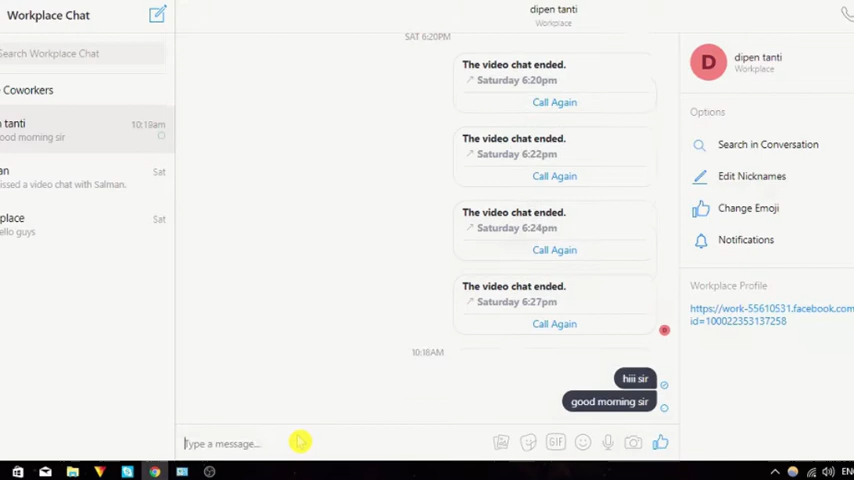 Workplace Chat
Search Workplace Chat
Coworkers
tanti
10:18am
ood morning sir
an
Sat
issed a video chat with Salman.
place
Sat
ello guys
dipen tanti
Workplace
SAT 6:20PM
The video chat ended.
Saturday 6:20pm
Call Again
The video chat ended.
Saturday 6:22pm
Call Again
The video chat ended.
Saturday 6:24pm
Call Again
The video chat ended.
Saturday 6:27pm
Call Again
D
10:18AM
hiii sir
good morning sir
Type a message...
GIF
D
dipen tanti
Workplace
Options
Search in Conversation
Edit Nicknames
Change Emoji
Notifications
Workplace Profile
https://work-55610531.facebook.com
id=100022353137258
ENG